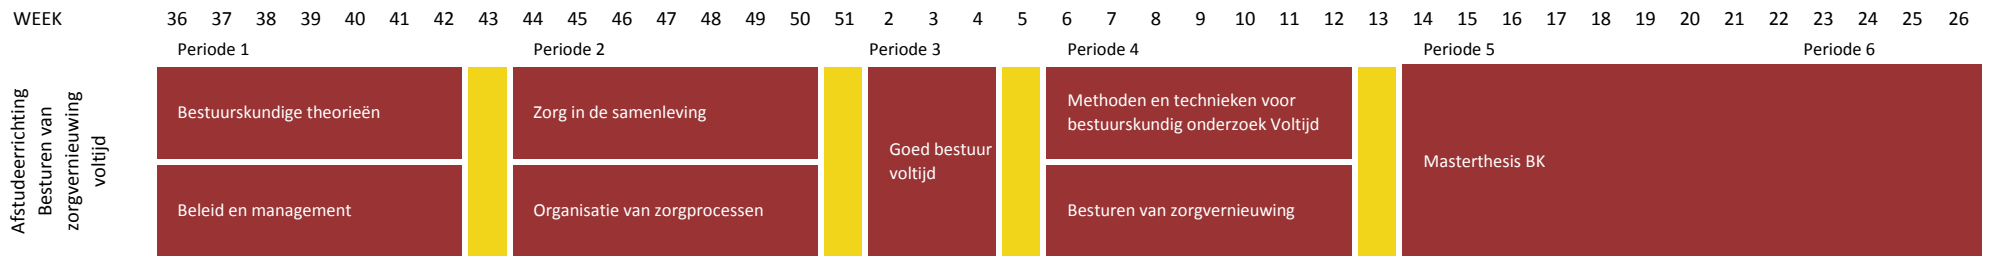 WEEK 36 37 38 39 40 41 42 43 44 45 46 47 48 49 50 51 2 3 4 5 6 7 8 9 10 11 12 13 14 15 16 17 18 19 20 21 22 23 24 25 26
Periode 1 Periode 2 Periode 3 Periode 4 Periode 5 Periode 6
Afstudeerrichting
Besturen van
zorgvernieuwing
voltijd
Bestuurskundige theorieën
Beleid en management
Zorg in de samenleving
Organisatie van zorgprocessen
Goed bestuur
voltijd
Methoden en technieken voor
bestuurskundig onderzoek Voltijd
Besturen van zorgvernieuwing
Masterthesis BK